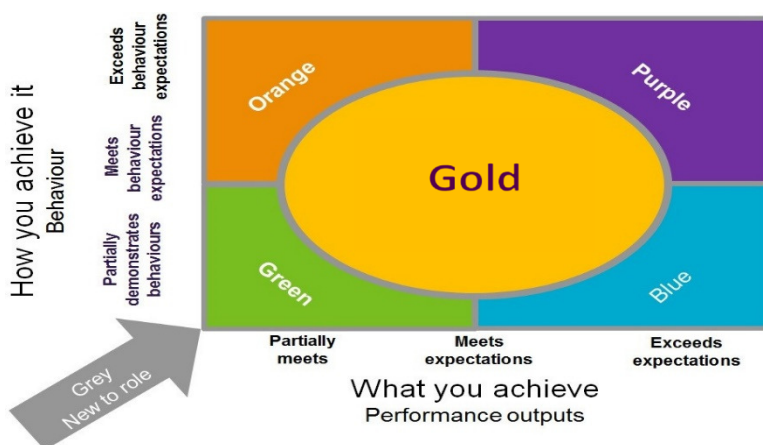 How you achieve it
Behaviour
Exceeds
behaviour
expectations
Meets
behaviour
expectations
Partially
demonstrates
behaviours
Orange
Purple
Gold
Green
Blue
Grey
New to role
Partially
meets
Meets
expectations
Exceeds
expectations
What you achieve
Performance outputs